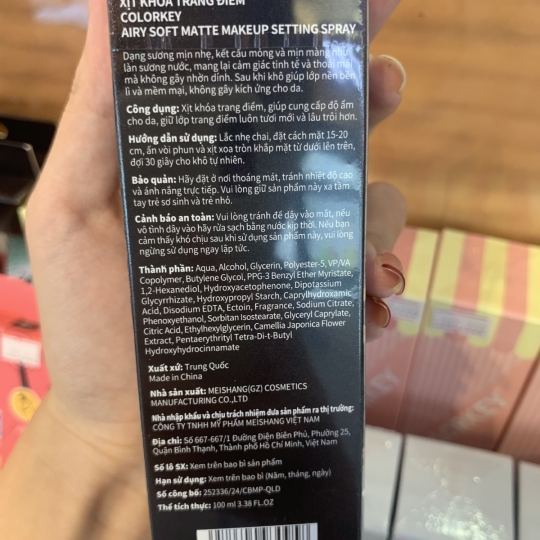 XỊT KHÓA TRANG ĐIỂM
COLORKEY
AIRY SOFT MATTE MAKEUP SETTING SPRAY
Dạng sương mịn nhẹ, kết cấu mỏng và mịn màng như
làn sương nước, mang lại cảm giác tinh tế và thoải mái
mà không gây nhờn dính. Sau khi khô giúp lớp nền bền
lì và mềm mại, không gây kích ứng cho da.
Công dụng: Xịt khóa trang điểm, giúp cung cấp độ ẩm
cho da, giữ lớp trang điểm luôn tươi mới và lâu trôi hơn.
Hướng dẫn sử dụng: Lắc nhẹ chai, đặt cách mặt 15-20
cm, ấn vòi phun và xịt xoa tròn khắp mặt từ dưới lên trên,
đợi 30 giây cho khô tự nhiên.
Bảo quản: Hãy đặt ở nơi thoáng mát, tránh nhiệt độ cao
và ánh nắng trực tiếp. Vui lòng giữ sản phẩm này xa tầm
tay trẻ sơ sinh và trẻ nhỏ.
Cảnh báo an toàn: Vui lòng tránh để dây vào mắt, nếu
vô tình dây vào hãy rửa sạch bằng nước kịp thời. Nếu bạn
cảm thấy khó chịu sau khi sử dụng sản phẩm này, vui lòng
ngừng sử dụng ngay lập tức.
Thành phần: Aqua, Alcohol, Glycerin, Polyester-5, VP/VA
Copolymer, Butylene Glycol, PPG-3 Benzyl Ether Myristate,
1,2-Hexanediol, Hydroxyacetophenone, Dipotassium
Glycyrrhizate, Hydroxypropyl Starch, Caprylhydroxamic
Acid, Disodium EDTA, Ectoin, Fragrance, Sodium Citrate,
Phenoxyethanol, Sorbitan Isostearate, Glyceryl Caprylate,
Citric Acid, Ethylhexylglycerin, Camellia Japonica Flower
Extract, Pentaerythrityl Tetra-Di-t-Butyl
Hydroxyhydrocinnamate
Xuất xứ: Trung Quốc
Made in China
Nhà sản xuất: MEISHANG(GZ) COSMETICS
MANUFACTURING CO.,LTD
Nhà nhập khẩu và chịu trách nhiệm đưa sản phẩm ra thị trường:
CÔNG TY TNHH MỸ PHẨM MEISHANG VIỆT NAM
Địa chỉ: Số 667-667/1 Đường Điện Biên Phủ, Phường 25,
Quận Bình Thạnh, Thành phố Hồ Chí Minh, Việt Nam
Số lô SX: Xem trên bao bì sản phẩm
Hạn sử dụng: Xem trên bao bì (Năm, tháng, ngày)
Số công bố: 252336/24/CBMP-QLD
Thể tích thực: 100 ml 3.38 FL.OZ